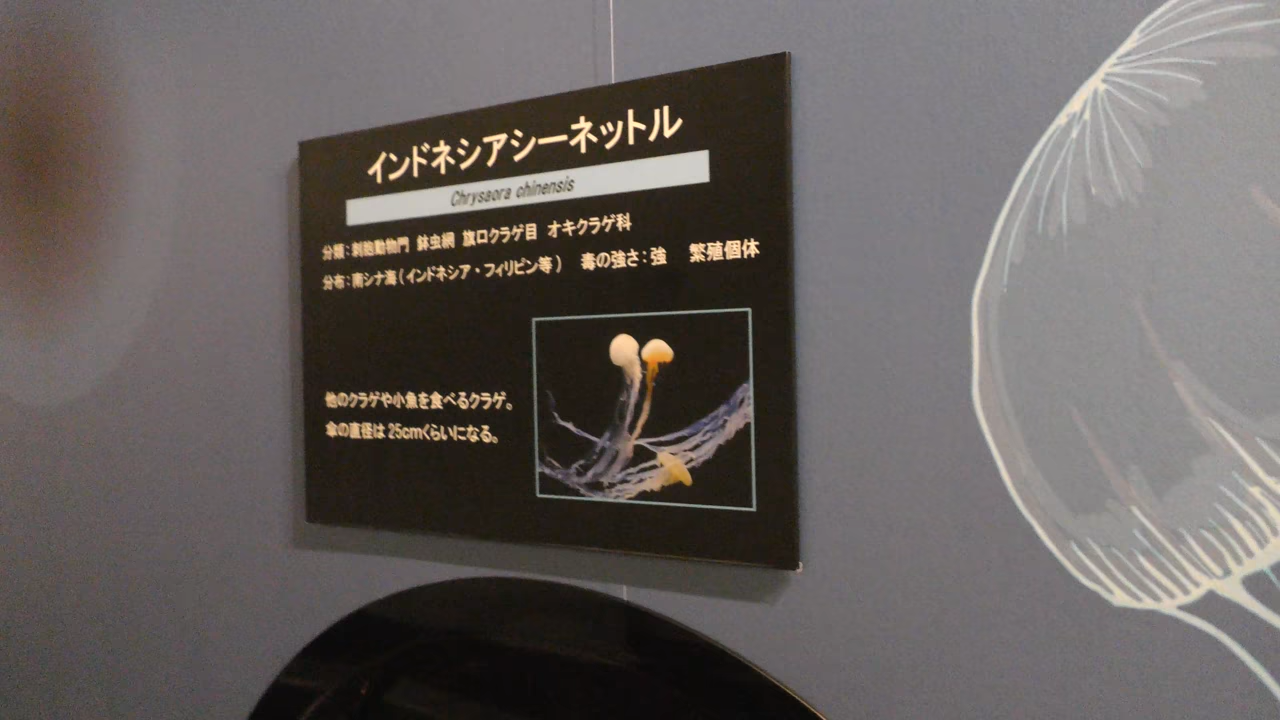 インドネシアシーネットル
Chrysaora chinensis
分類：刺胞動物門 鉢虫網 旗口クラゲ目 オキクラゲ科
分布：南シナ海(インドネシア・フィリピン等) 毒の強さ：強 繁殖個体
他のクラゲや小魚を食べるクラゲ。
傘の直径は25cmくらいになる。